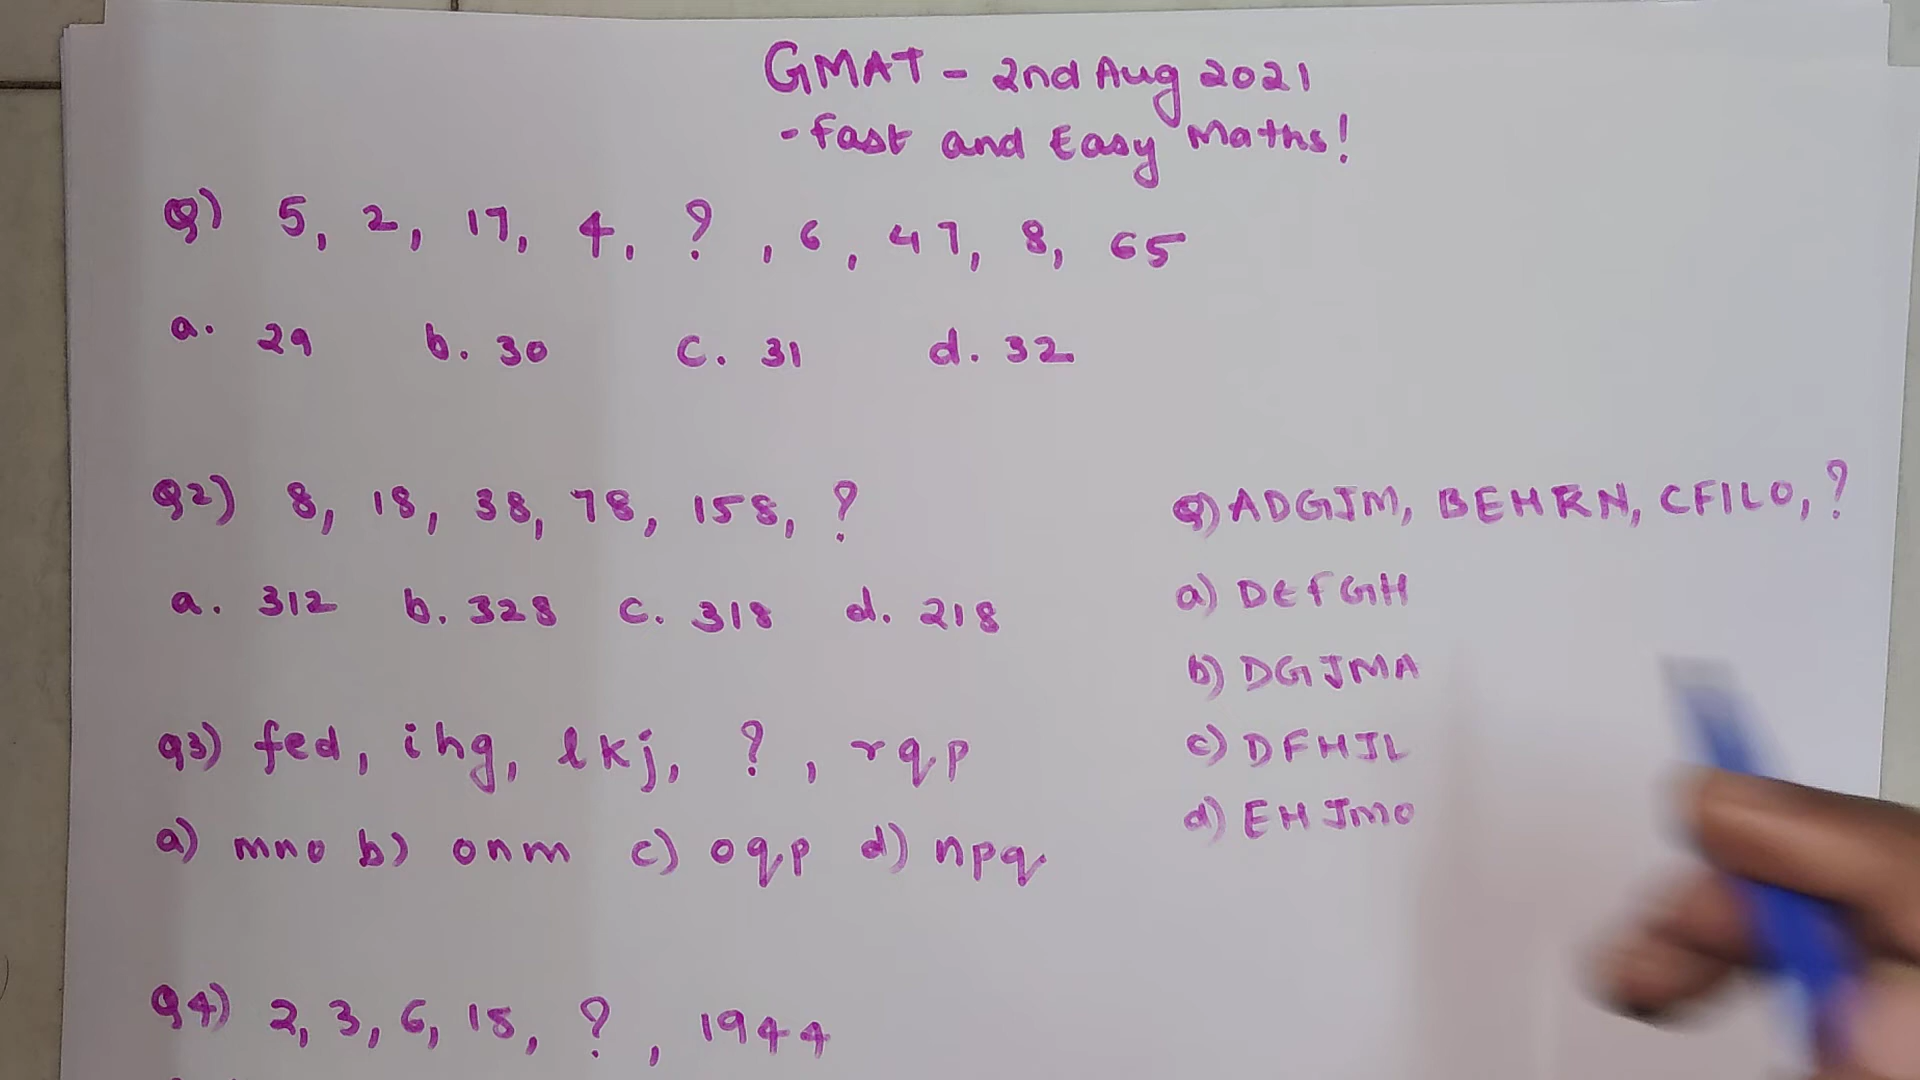 GMAT - 2nd Aug 2021
- Fast and Easy Maths!
Q) 5, 2, 17, 4, ?, 6, 47, 8, 65
a. 29 b. 30 c. 31 d. 32
Q2) 8, 18, 38, 78, 158, ?
a. 312 b. 328 c. 318 d. 218
Q3) fed, ihg, lkj, ?, rqp
a) mno b) onm c) oqp d) npq
Q4) 2, 3, 6, 18, ?, 1944
Q) ADGJM, BEHKN, CFILO, ?
a) DEFGH
b) DGJMA
c) DFHJL
d) EHJMO